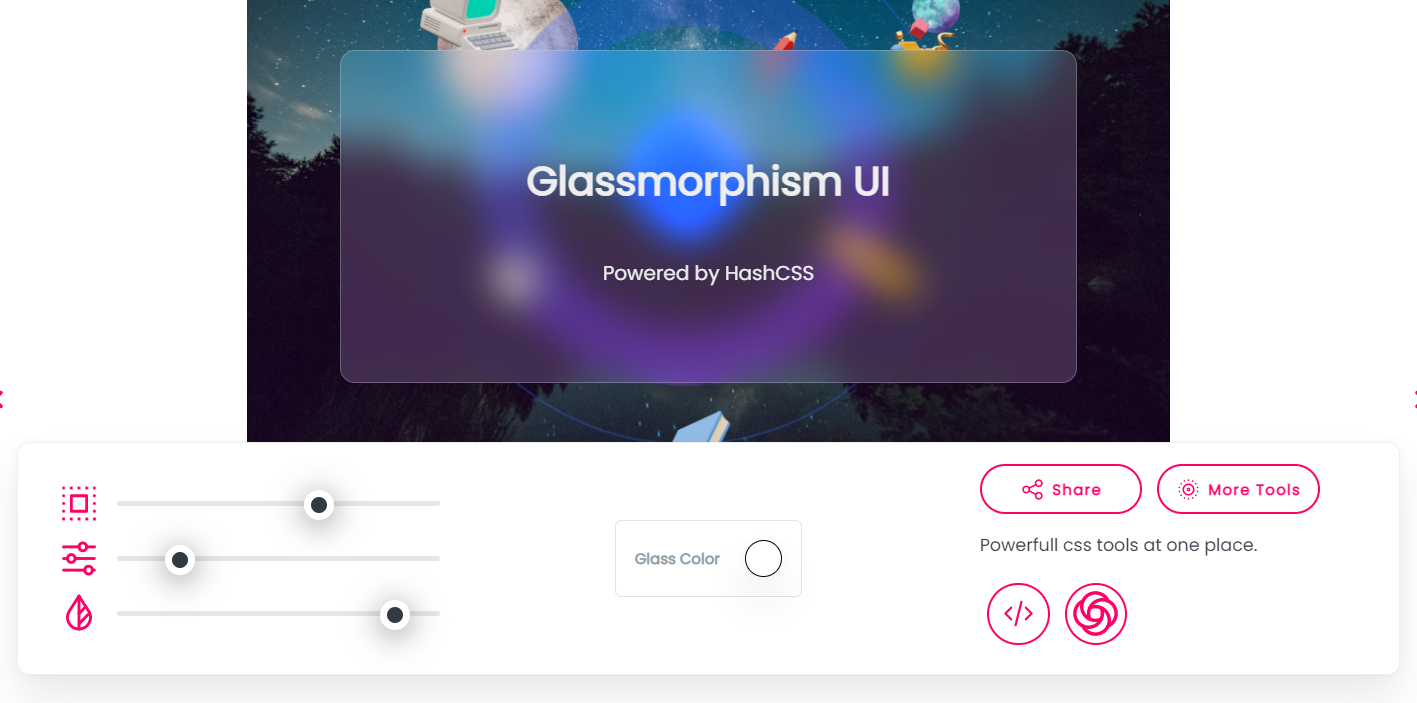 Glassmorphism UI
Powered by HashCSS
Share
More Tools
Glass Color
Powerfull css tools at one place.